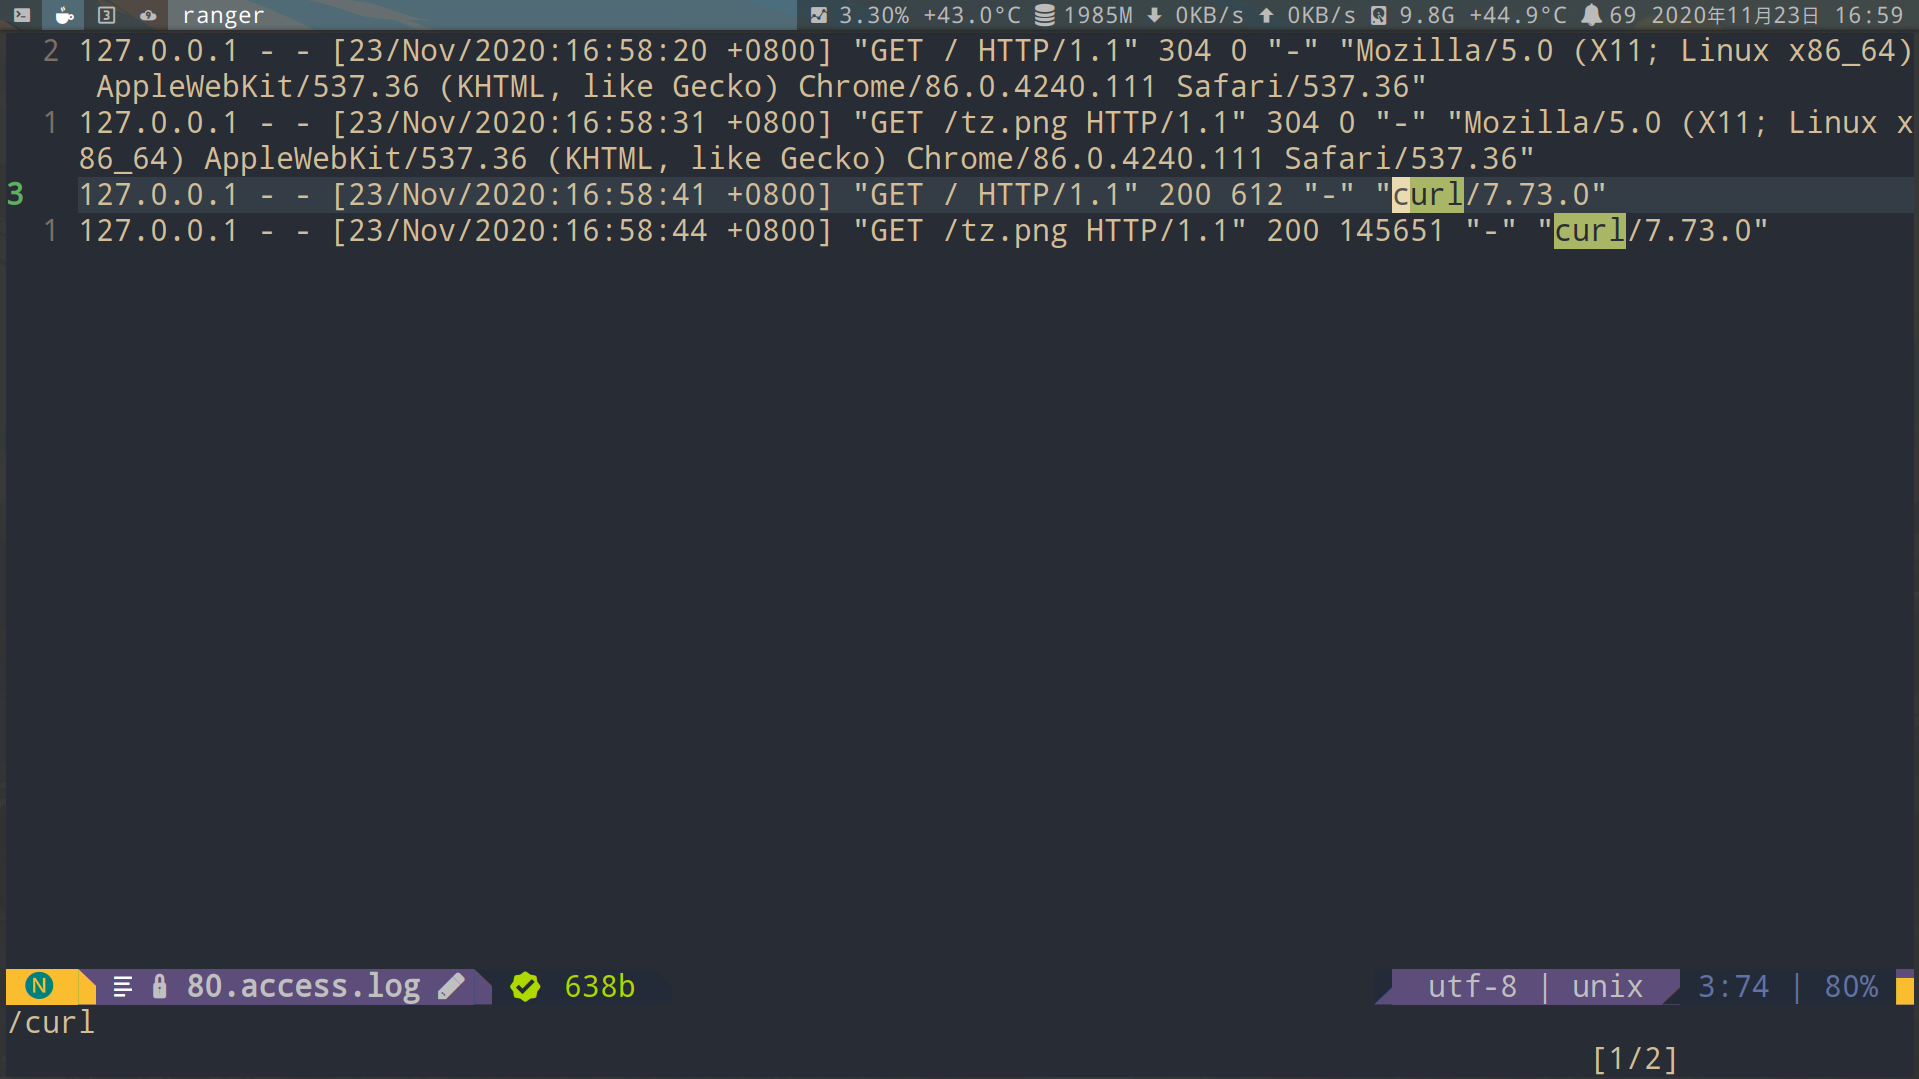 ranger 3.30% +43.0°C 1985M 0KB/s 0KB/s 9.8G +44.9°C 69 2020年11月23日 16:59
2 127.0.0.1 - - [23/Nov/2020:16:58:20 +0800] "GET / HTTP/1.1" 304 0 "-" "Mozilla/5.0 (X11; Linux x86_64)
AppleWebKit/537.36 (KHTML, like Gecko) Chrome/86.0.4240.111 Safari/537.36"
1 127.0.0.1 - - [23/Nov/2020:16:58:31 +0800] "GET /tz.png HTTP/1.1" 304 0 "-" "Mozilla/5.0 (X11; Linux x
86_64) AppleWebKit/537.36 (KHTML, like Gecko) Chrome/86.0.4240.111 Safari/537.36"
3 127.0.0.1 - - [23/Nov/2020:16:58:41 +0800] "GET / HTTP/1.1" 200 612 "-" "curl/7.73.0"
1 127.0.0.1 - - [23/Nov/2020:16:58:44 +0800] "GET /tz.png HTTP/1.1" 200 145651 "-" "curl/7.73.0"
N 80.access.log 638b utf-8 | unix 3:74 | 80%
/curl
[1/2]